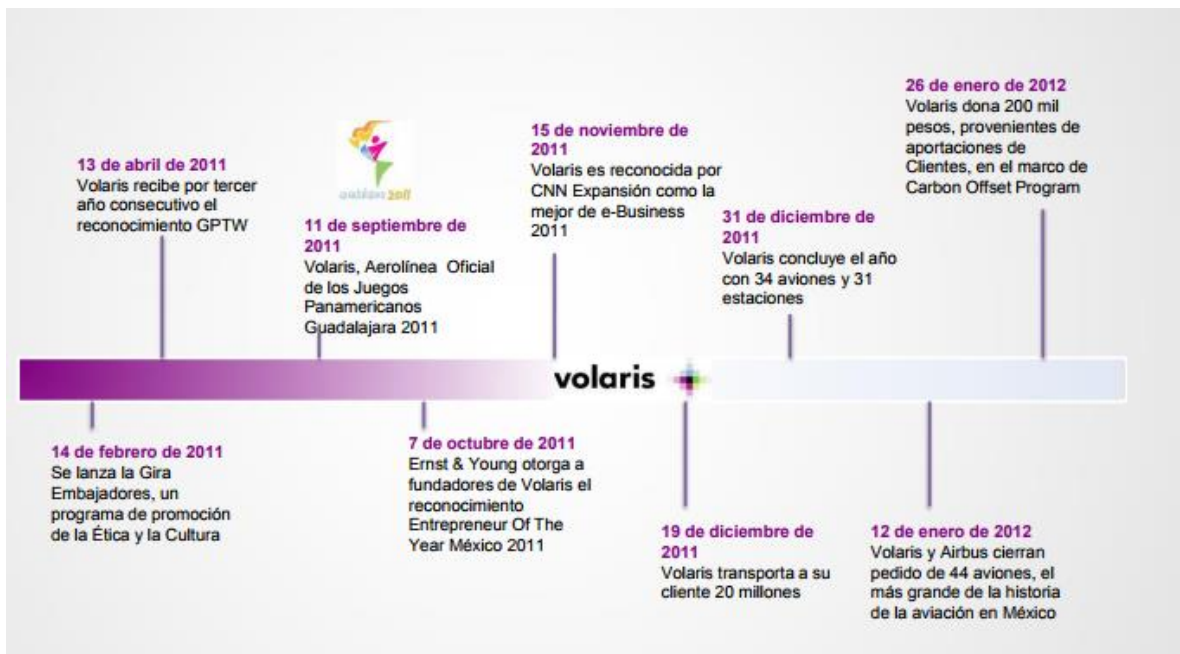 13 de abril de 2011
Volaris recibe por tercer
año consecutivo el
reconocimiento GPTW
11 de septiembre de
2011
Volaris, Aerolínea Oficial
de los Juegos
Panamericanos
Guadalajara 2011
15 de noviembre de
2011
Volaris es reconocida por
CNN Expansión como la
mejor de e-Business
2011
31 de diciembre de
2011
Volaris concluye el año
con 34 aviones y 31
estaciones
26 de enero de 2012
Volaris dona 200 mil
pesos, provenientes de
aportaciones de
Clientes, en el marco de
Carbon Offset Program
volaris
14 de febrero de 2011
Se lanza la Gira
Embajadores, un
programa de promoción
de la Ética y la Cultura
7 de octubre de 2011
Ernst & Young otorga a
fundadores de Volaris el
reconocimiento
Entrepreneur Of The
Year México 2011
19 de diciembre de
2011
Volaris transporta a su
cliente 20 millones
12 de enero de 2012
Volaris y Airbus cierran
pedido de 44 aviones, el
más grande de la historia
de la aviación en México